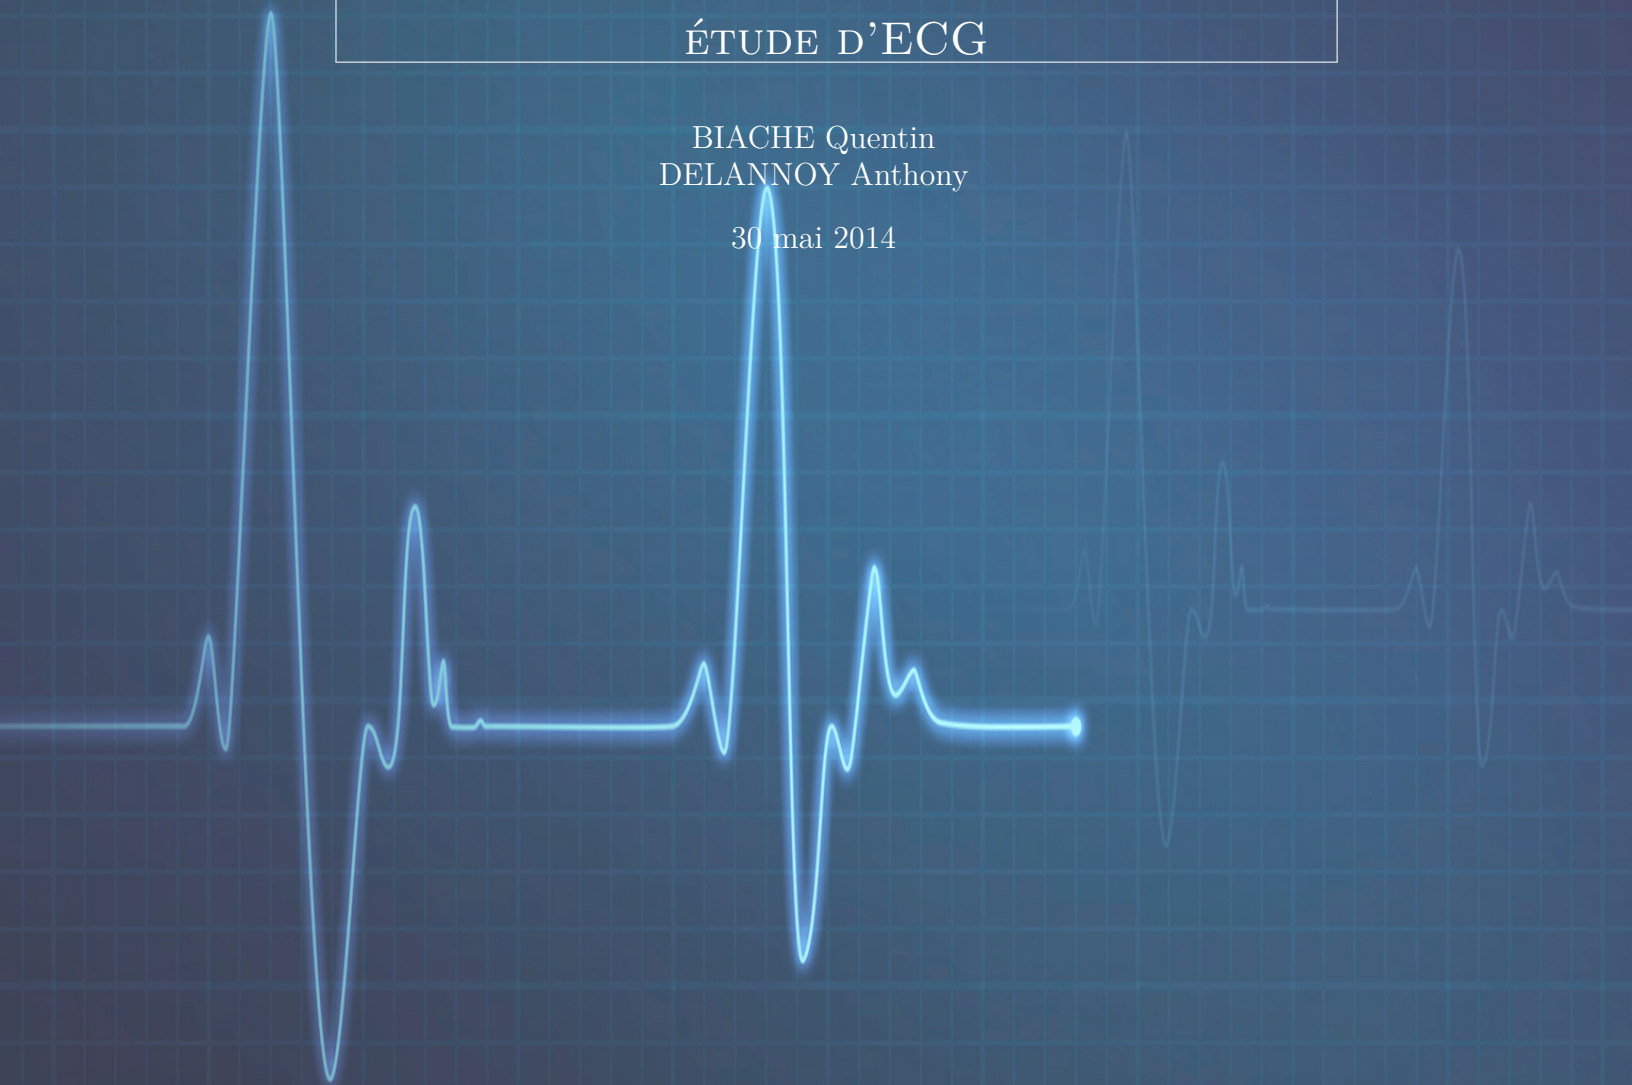 ÉTUDE D'ECG
BIACHE Quentin
DELANNOY Anthony
30 mai 2014